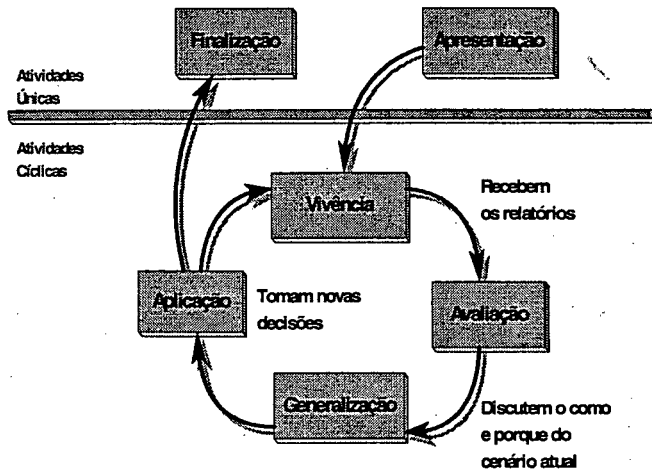 Finalização
Apresentação
Atividades
Únicas
Atividades
Cíclicas
Vivência
Recebem
os relatórios
Aplicação
Tomam novas
decisões
Avaliação
Generalização
Discutem o como
e porque do
cenário atual